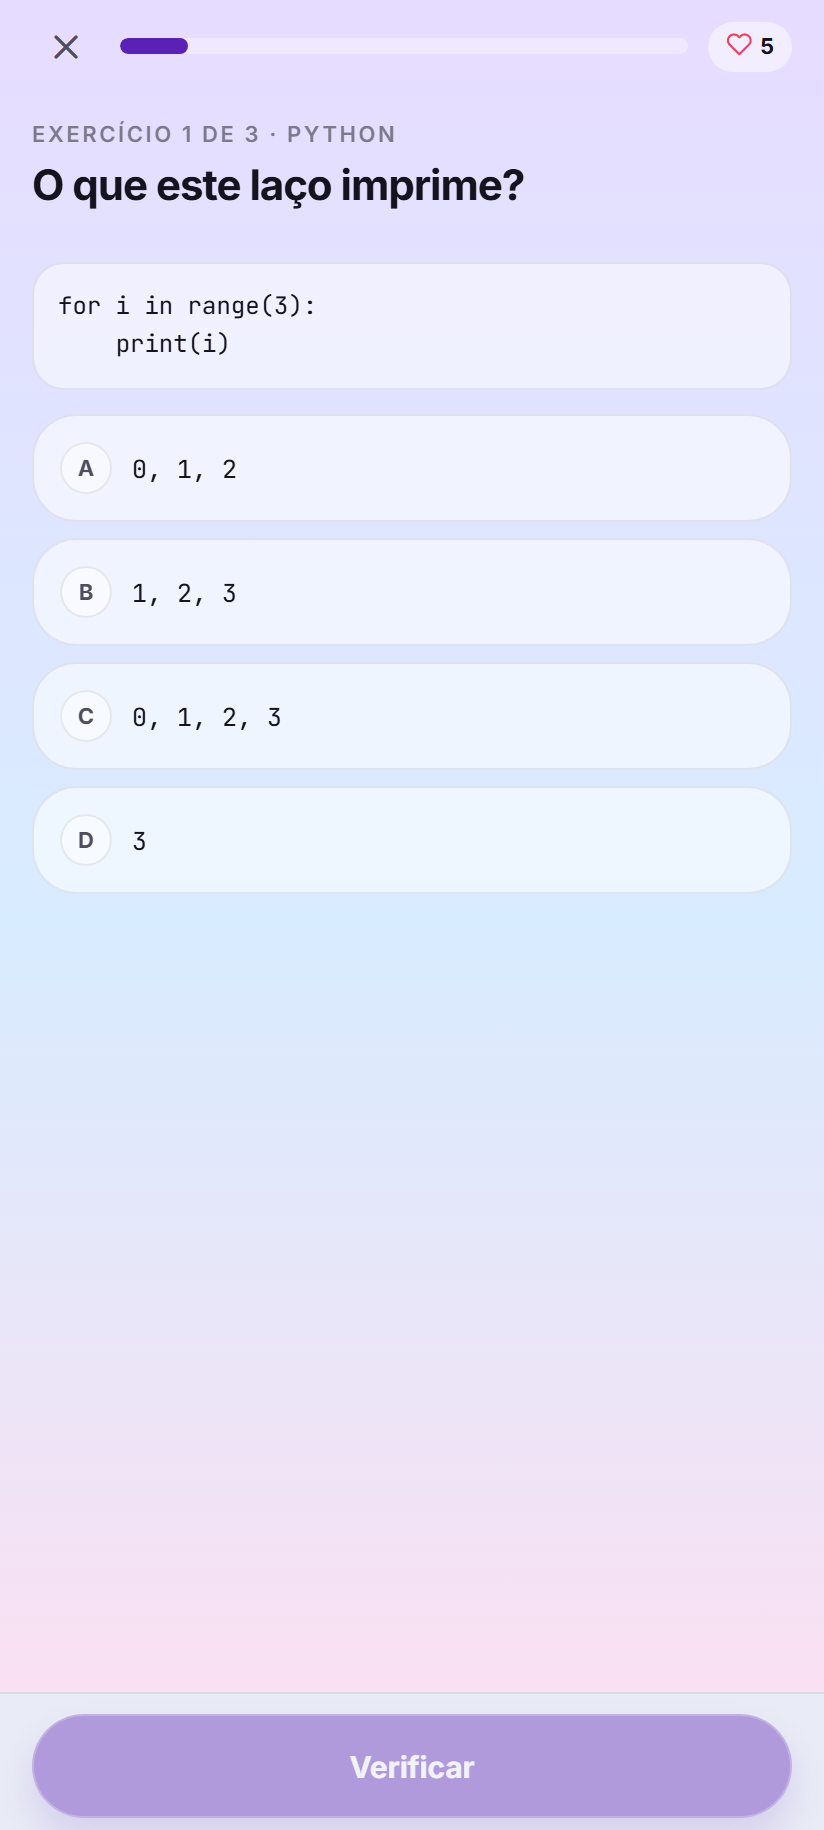 5
EXERCÍCIO 1 DE 3 · PYTHON
O que este laço imprime?
for i in range(3):
    print(i)
A 0, 1, 2
B 1, 2, 3
C 0, 1, 2, 3
D 3
Verificar